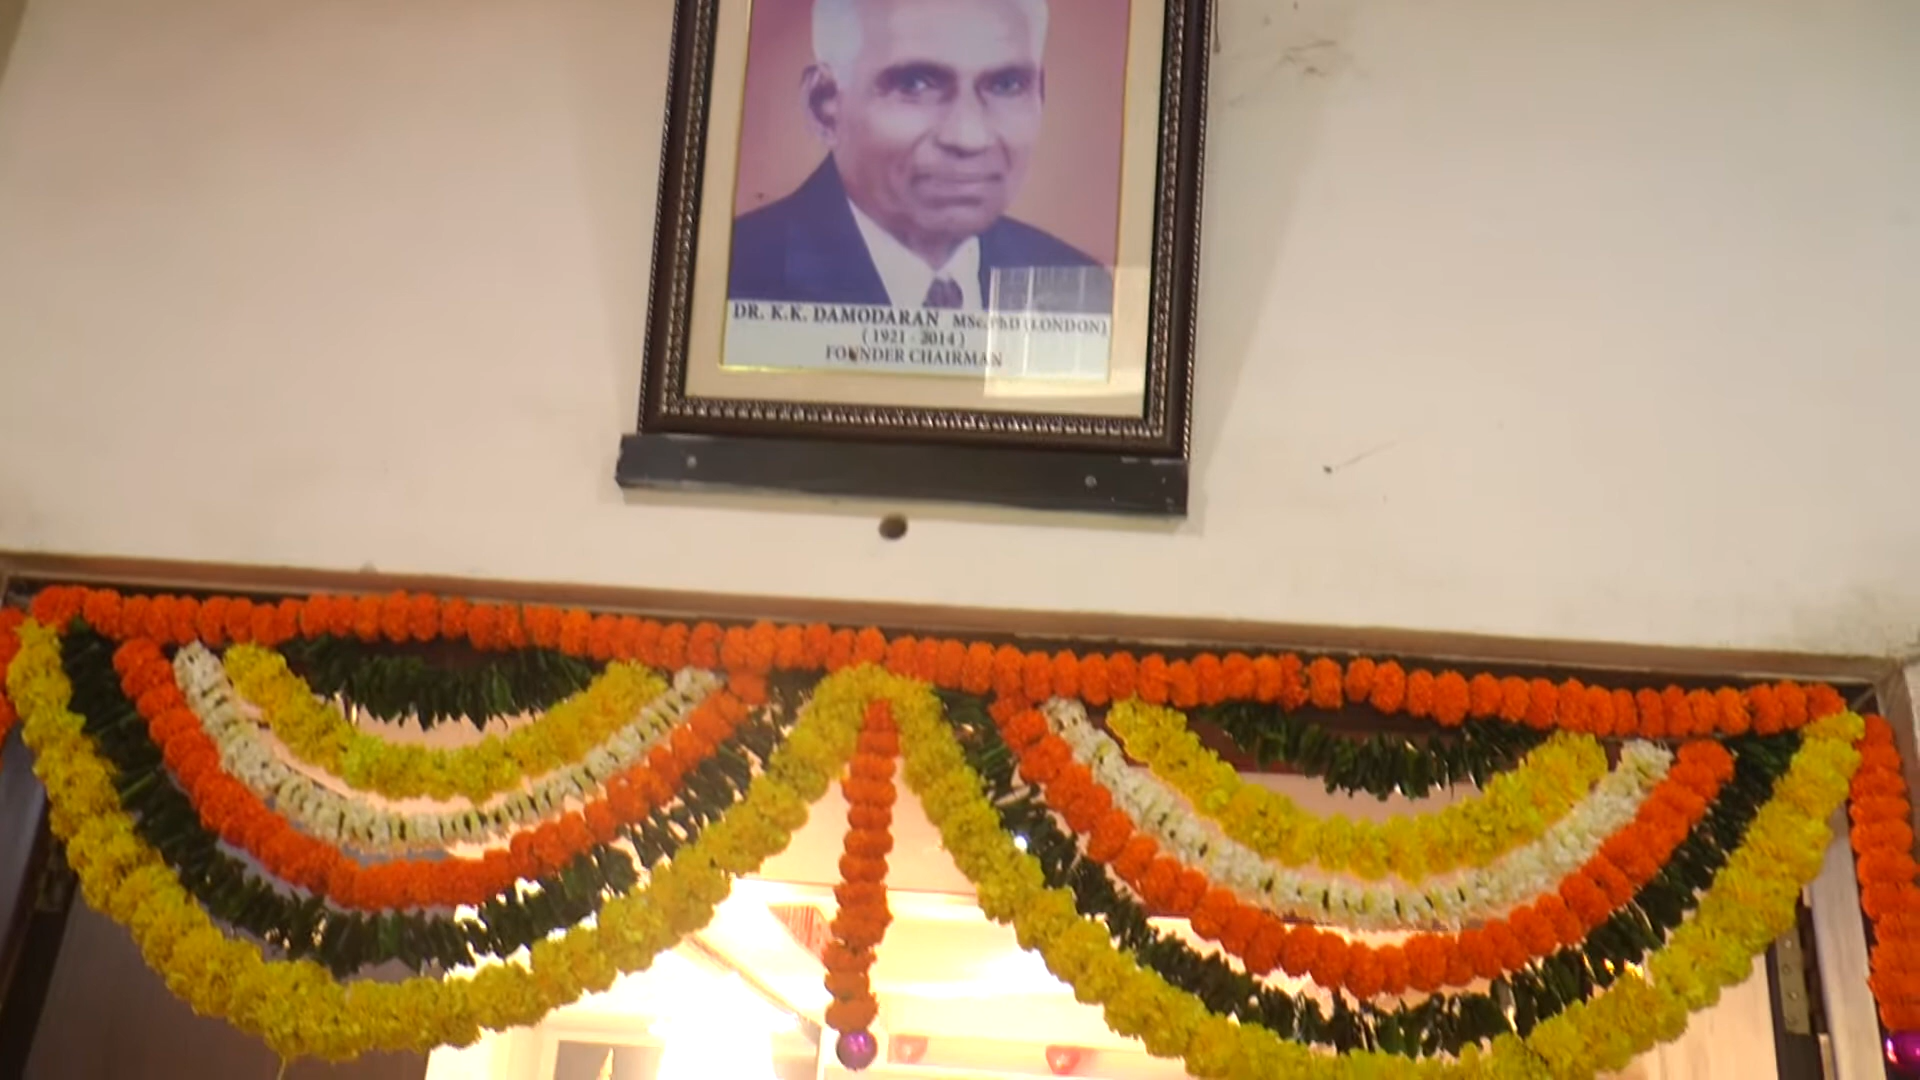 DR. K.K. DAMODARAN MSc. PhD (LONDON)
( 1921 - 2014 )
FOUNDER CHAIRMAN